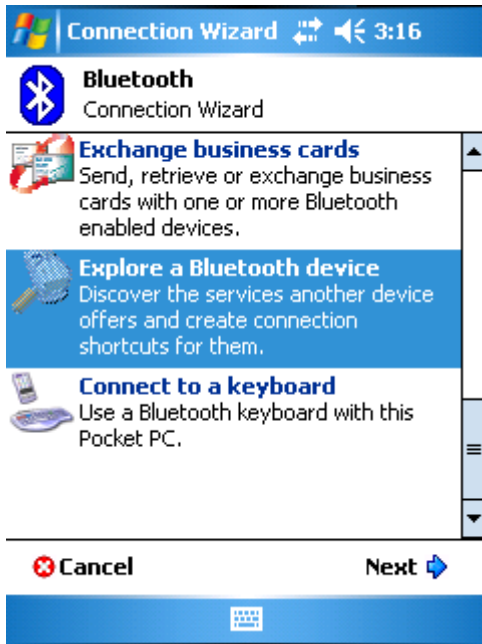 Connection Wizard 3:16
Bluetooth
Connection Wizard
Exchange business cards
Send, retrieve or exchange business
cards with one or more Bluetooth
enabled devices.
Explore a Bluetooth device
Discover the services another device
offers and create connection
shortcuts for them.
Connect to a keyboard
Use a Bluetooth keyboard with this
Pocket PC.
Cancel Next